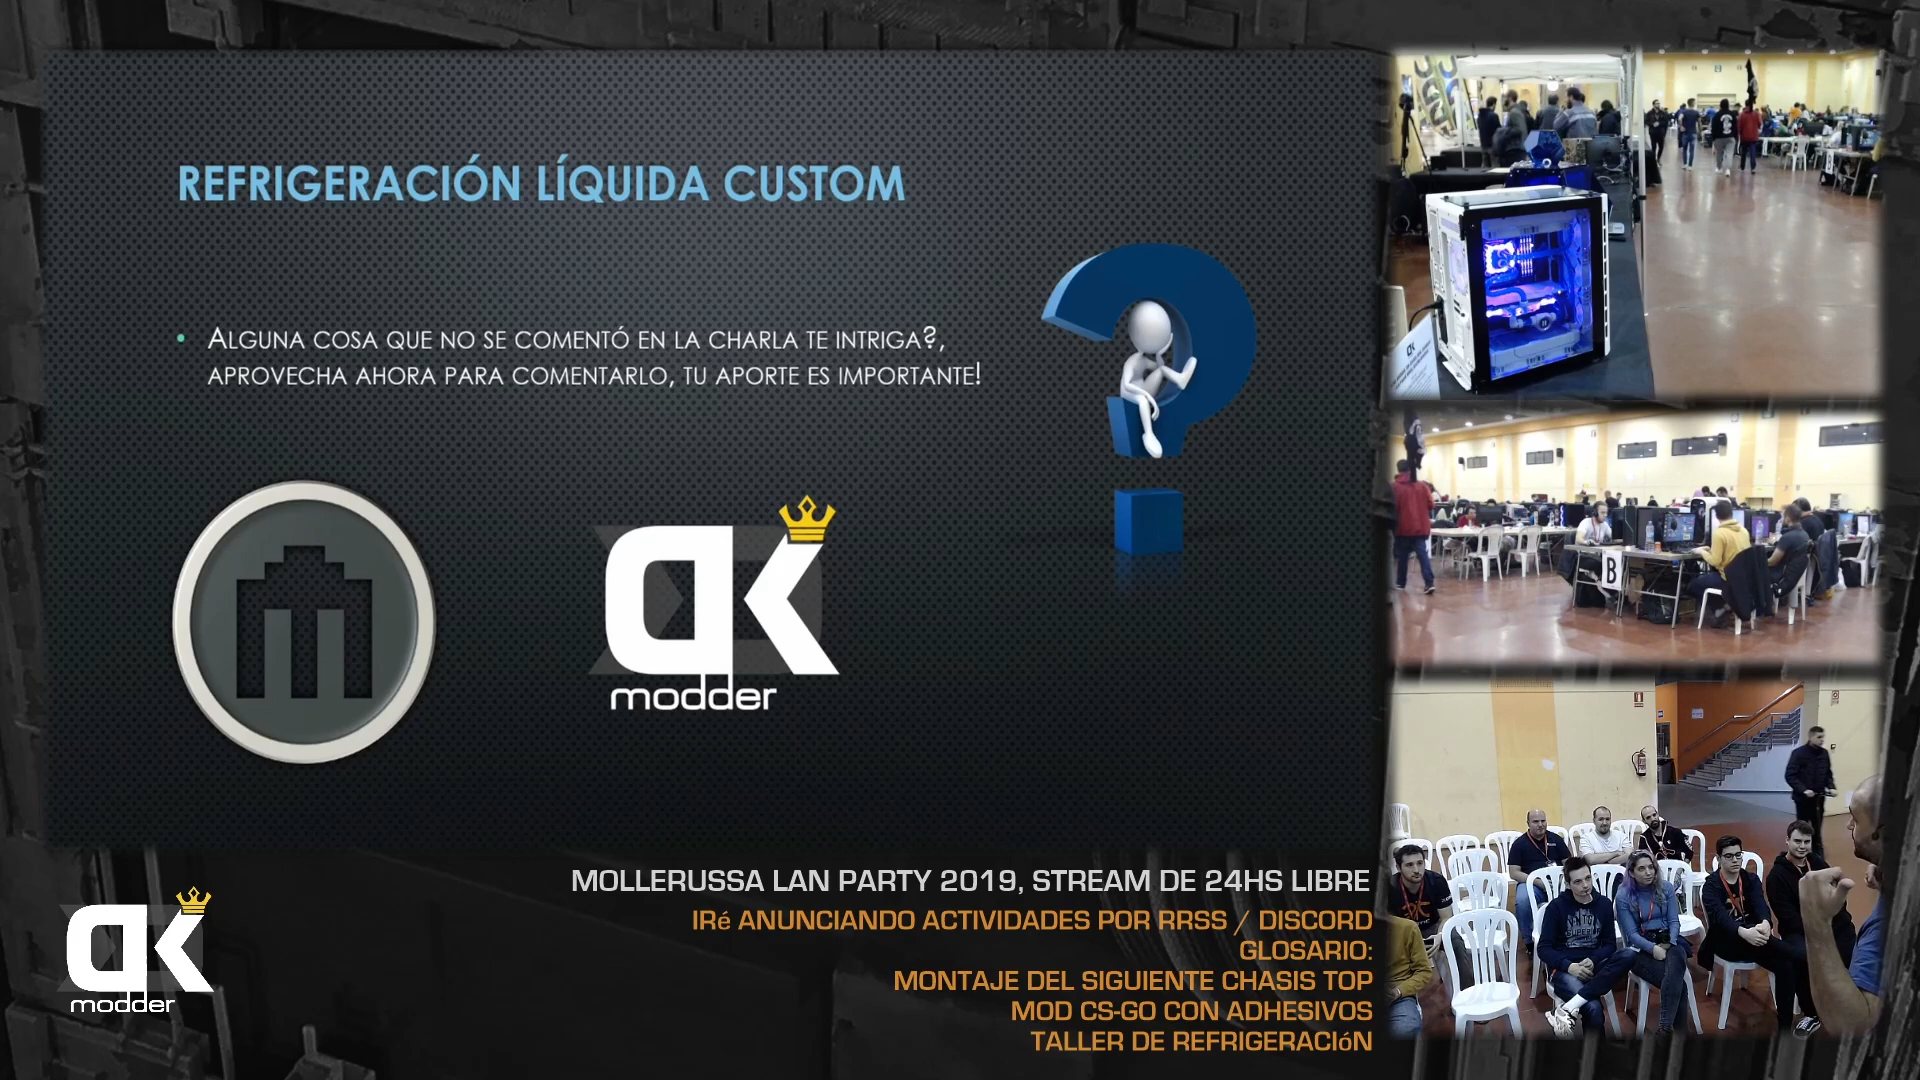 REFRIGERACIÓN LÍQUIDA CUSTOM
• ALGUNA COSA QUE NO SE COMENTÓ EN LA CHARLA TE INTRIGA?,
APROVECHA AHORA PARA COMENTARLO, TU APORTE ES IMPORTANTE!
?
m
DK
modder
MOLLERUSSA LAN PARTY 2019, STREAM DE 24HS LIBRE
IRé ANUNCIANDO ACTIVIDADES POR RRSS / DISCORD
GLOSARIO:
MONTAJE DEL SIGUIENTE CHASIS TOP
MOD CS-GO CON ADHESIVOS
TALLER DE REFRIGERACIóN
DK
modder
B